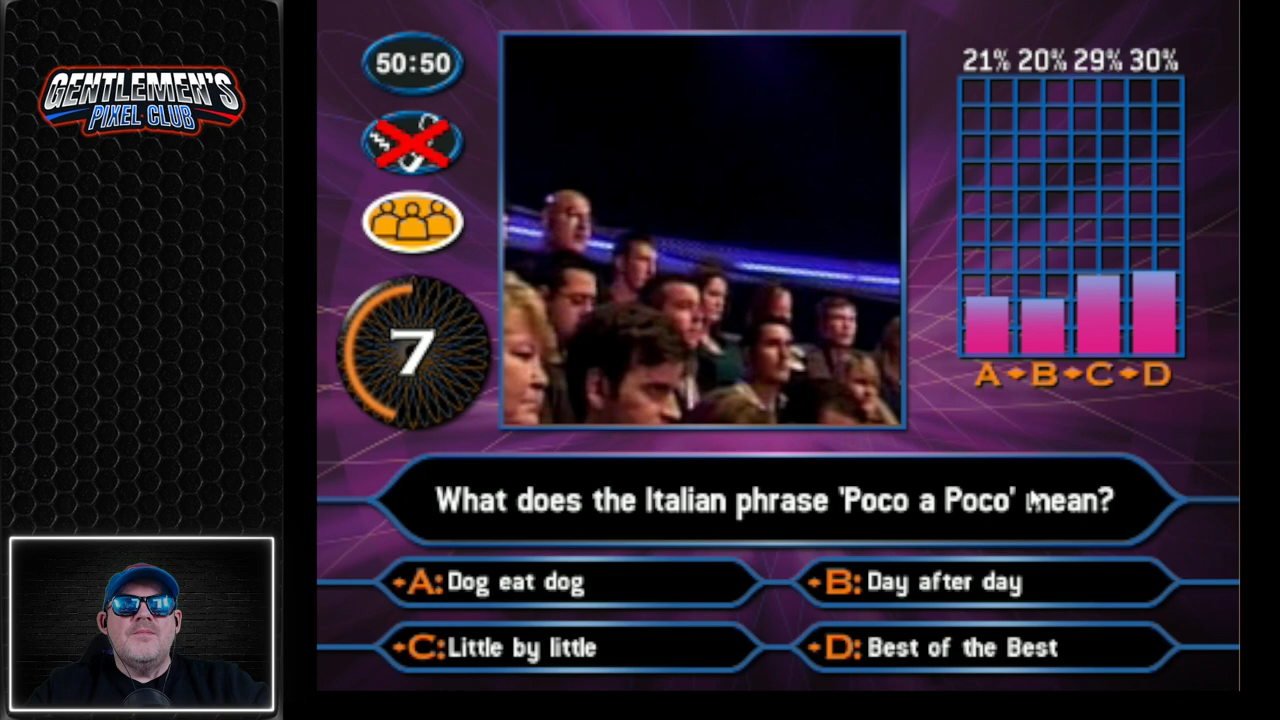 GENTLEMEN'S
PIXEL CLUB
50:50
7
21% 20% 29% 30%
A B C D
What does the Italian phrase 'Poco a Poco' mean?
A: Dog eat dog
B: Day after day
C: Little by little
D: Best of the Best